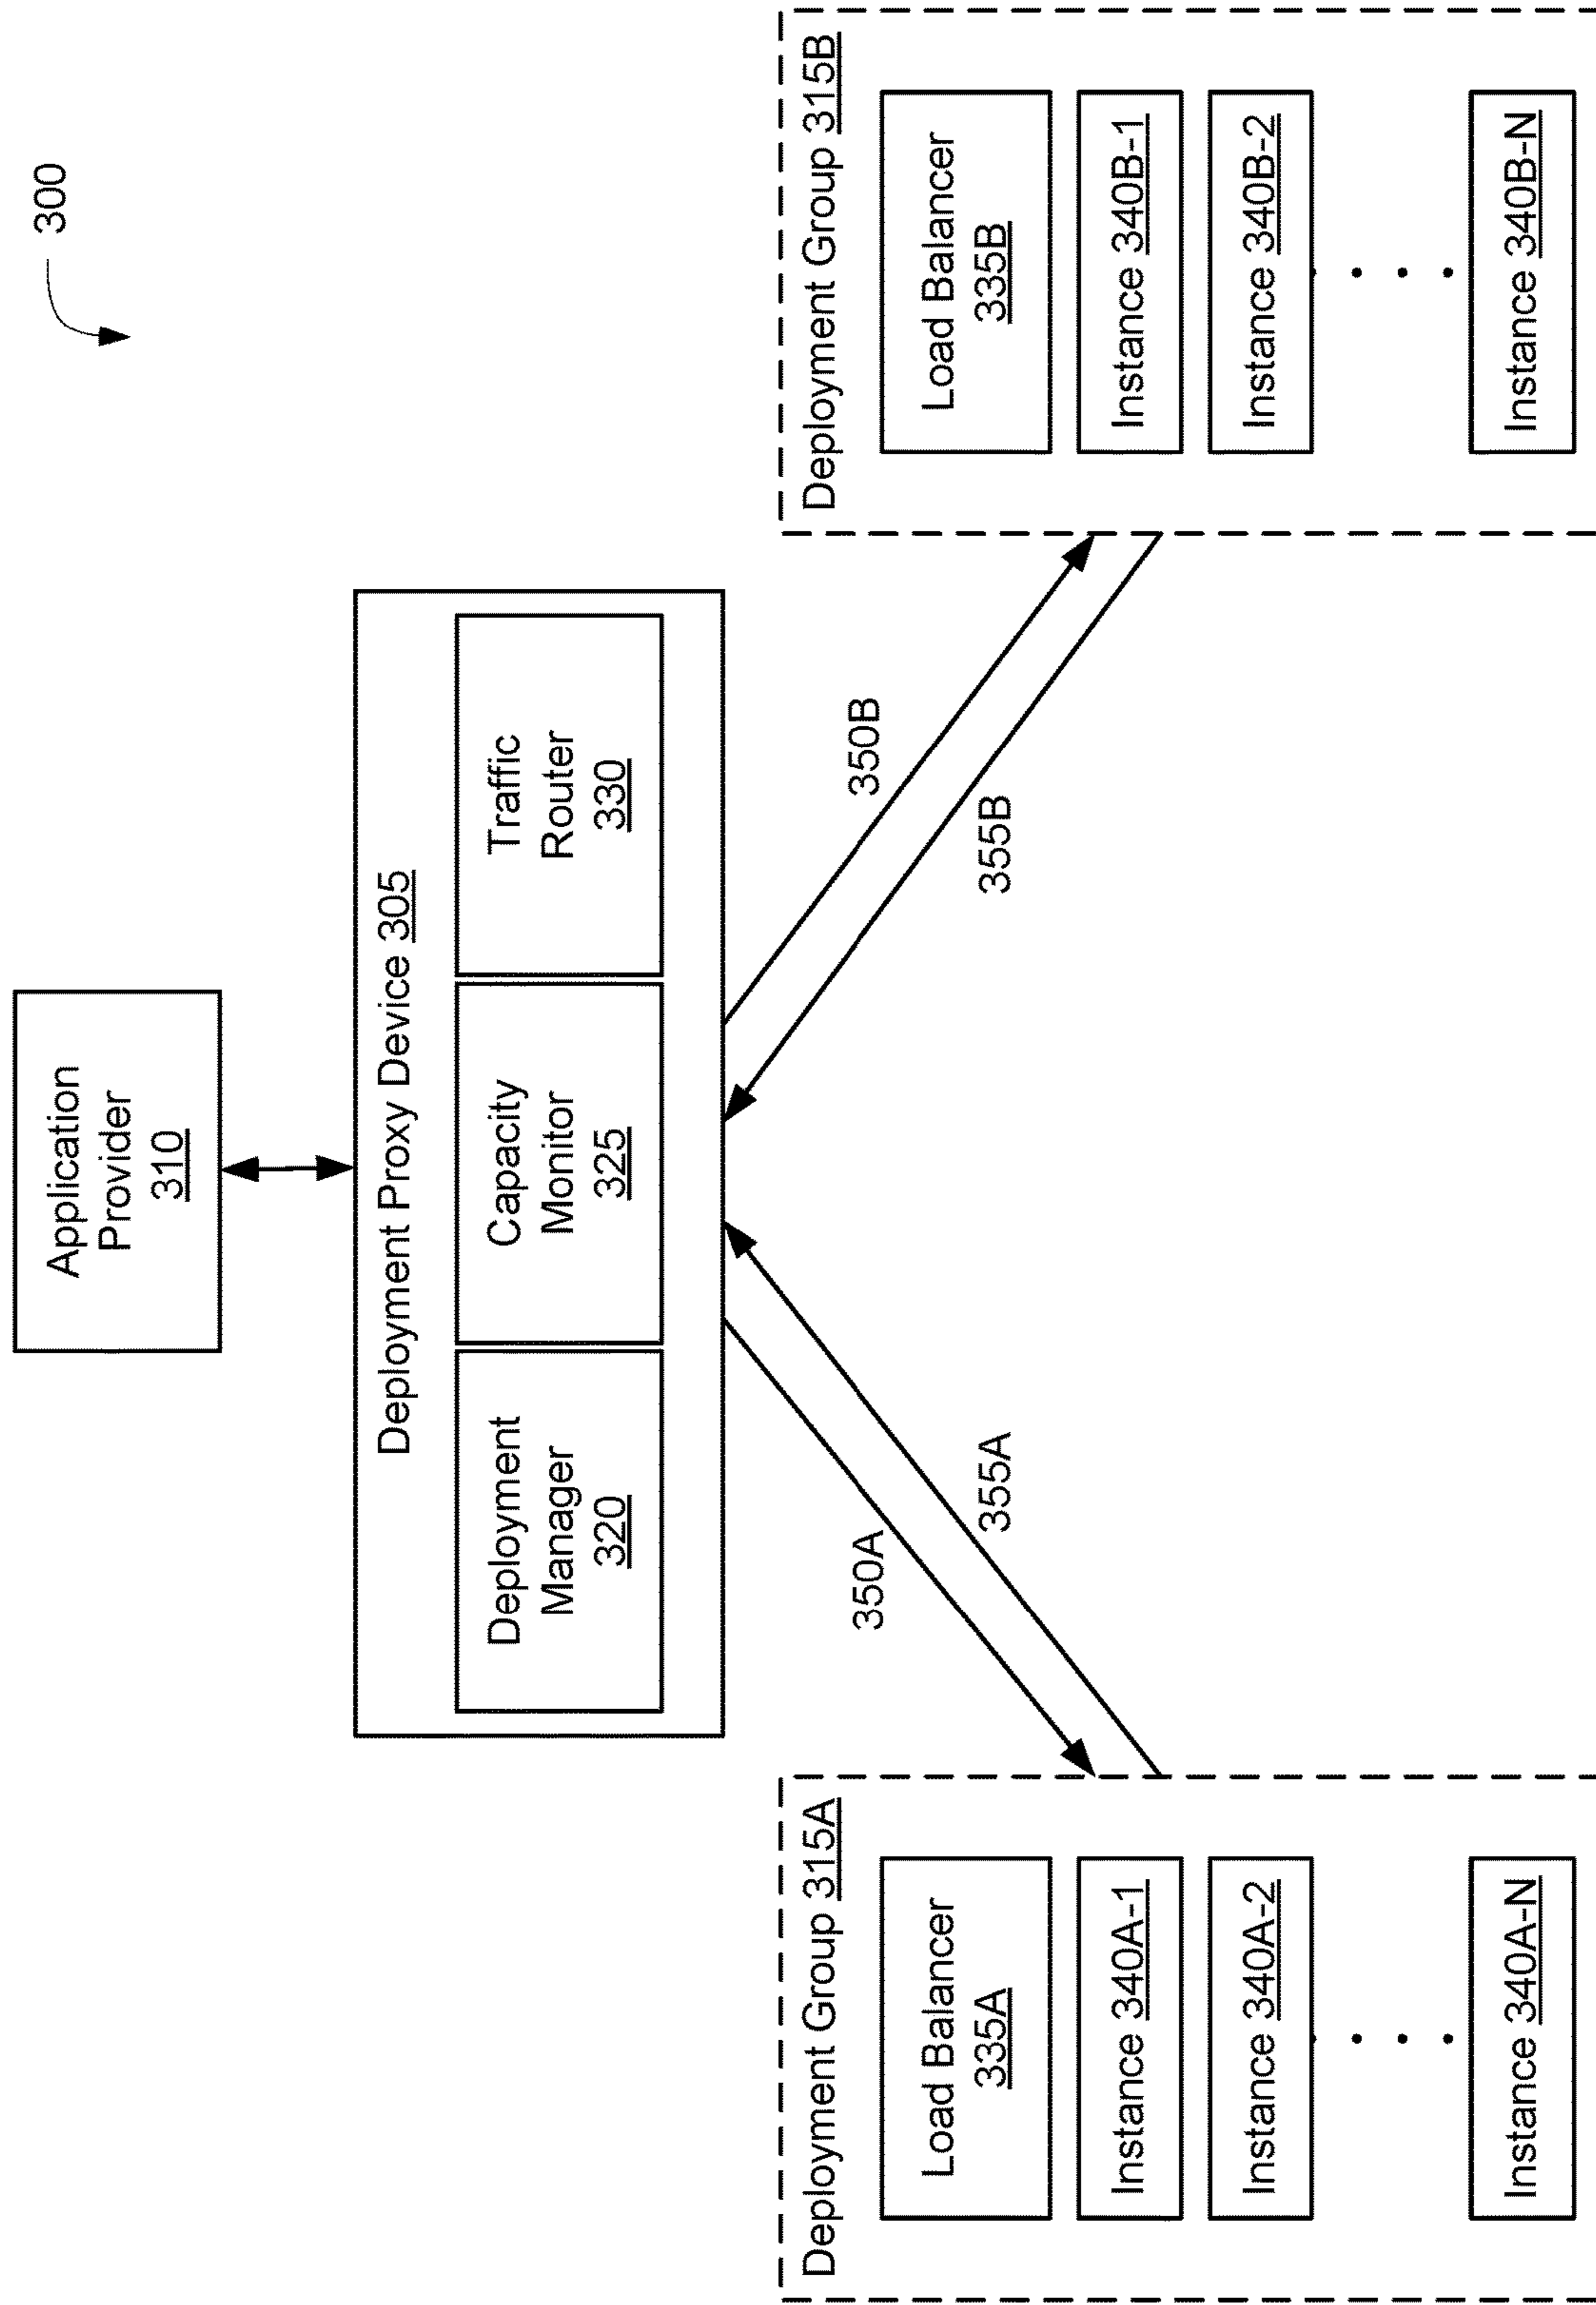 300
Application
Provider
310
Deployment Proxy Device 305
Deployment
Manager
320
Capacity
Monitor
325
Traffic
Router
330
350A
355A
350B
355B
Deployment Group 315A
Load Balancer
335A
Instance 340A-1
Instance 340A-2
Instance 340A-N
Deployment Group 315B
Load Balancer
335B
Instance 340B-1
Instance 340B-2
Instance 340B-N